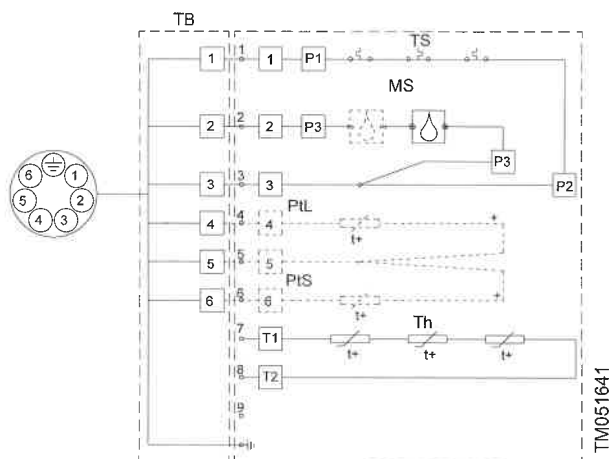 TB
1 1 1 P1 TS
MS
2 2 2 P3
P3
6 1
3 3 3 P2
5 2
4 3
4 4 4 PtL +
t+
5 5 5
PtS
6 6 6 +
t+
7 T1 Th
t+ t+ t+
8 T2
9
TM051641